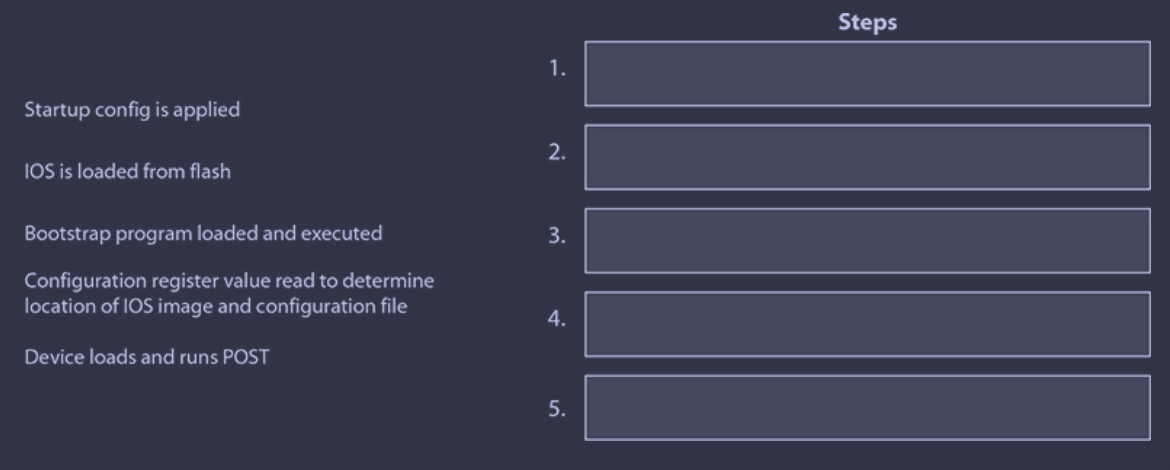 Steps
1.
Startup config is applied
2.
IOS is loaded from flash
3.
Bootstrap program loaded and executed
Configuration register value read to determine
location of IOS image and configuration file
4.
Device loads and runs POST
5.